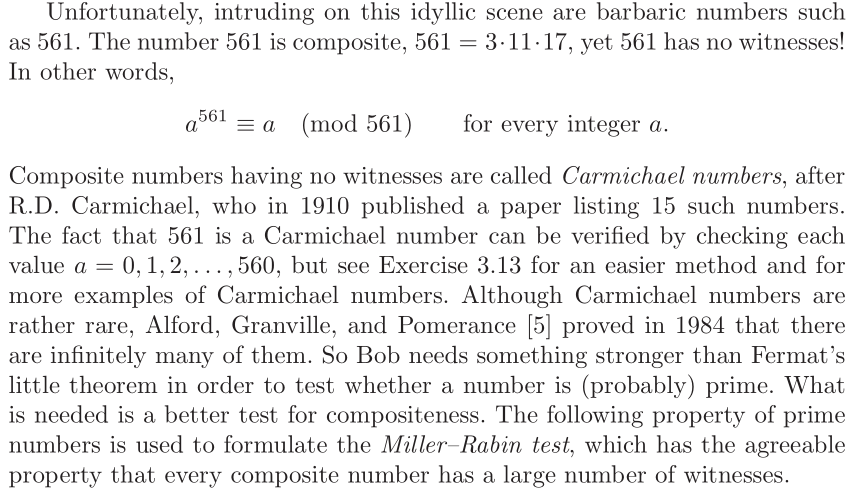 Unfortunately, intruding on this idyllic scene are barbaric numbers such
as 561. The number 561 is composite, 561 = 3·11·17, yet 561 has no witnesses!
In other words,
a^561 ≡ a (mod 561) for every integer a.
Composite numbers having no witnesses are called Carmichael numbers, after
R.D. Carmichael, who in 1910 published a paper listing 15 such numbers.
The fact that 561 is a Carmichael number can be verified by checking each
value a = 0, 1, 2, . . . , 560, but see Exercise 3.13 for an easier method and for
more examples of Carmichael numbers. Although Carmichael numbers are
rather rare, Alford, Granville, and Pomerance [5] proved in 1984 that there
are infinitely many of them. So Bob needs something stronger than Fermat's
little theorem in order to test whether a number is (probably) prime. What
is needed is a better test for compositeness. The following property of prime
numbers is used to formulate the Miller–Rabin test, which has the agreeable
property that every composite number has a large number of witnesses.